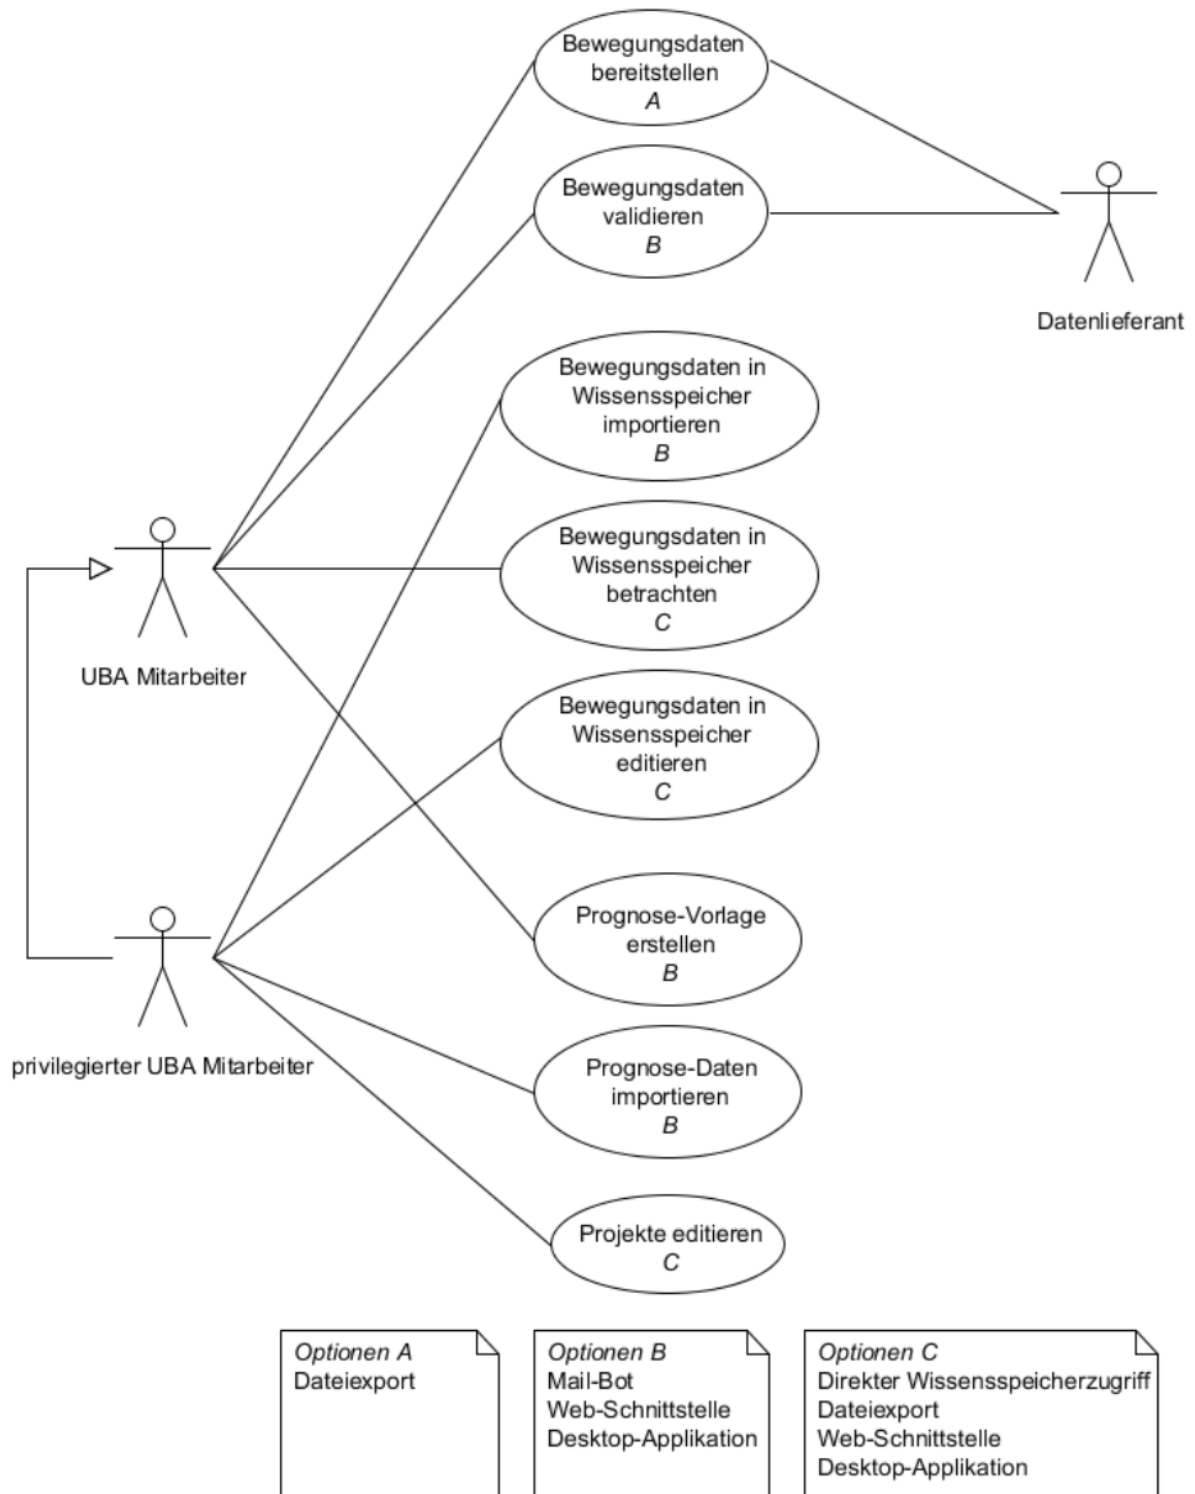 Bewegungsdaten
bereitstellen
A
Bewegungsdaten
validieren
B
Datenlieferant
Bewegungsdaten in
Wissensspeicher
importieren
B
Bewegungsdaten in
Wissensspeicher
betrachten
C
UBA Mitarbeiter
Bewegungsdaten in
Wissensspeicher
editieren
C
Prognose-Vorlage
erstellen
B
privilegierter UBA Mitarbeiter
Prognose-Daten
importieren
B
Projekte editieren
C
Optionen A
Dateiexport
Optionen B
Mail-Bot
Web-Schnittstelle
Desktop-Applikation
Optionen C
Direkter Wissensspeicherzugriff
Dateiexport
Web-Schnittstelle
Desktop-Applikation